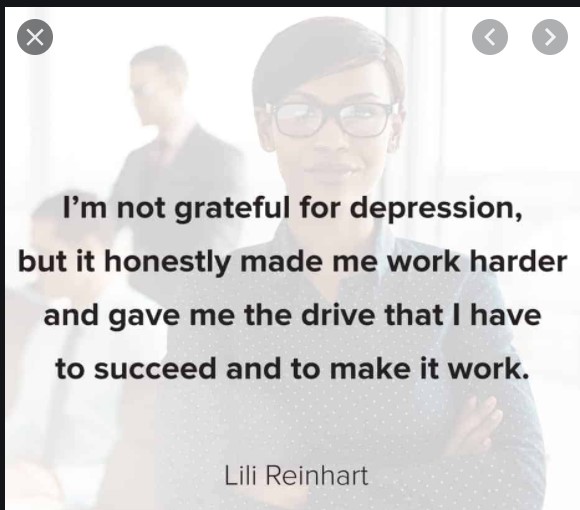 I’m not grateful for depression,
but it honestly made me work harder
and gave me the drive that I have
to succeed and to make it work.
Lili Reinhart